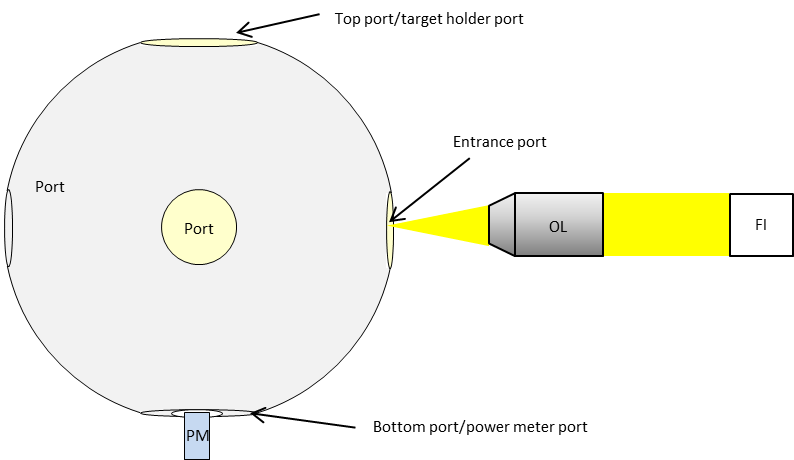 Top port/target holder port
Entrance port
Port
Port
OL
FI
Bottom port/power meter port
PM